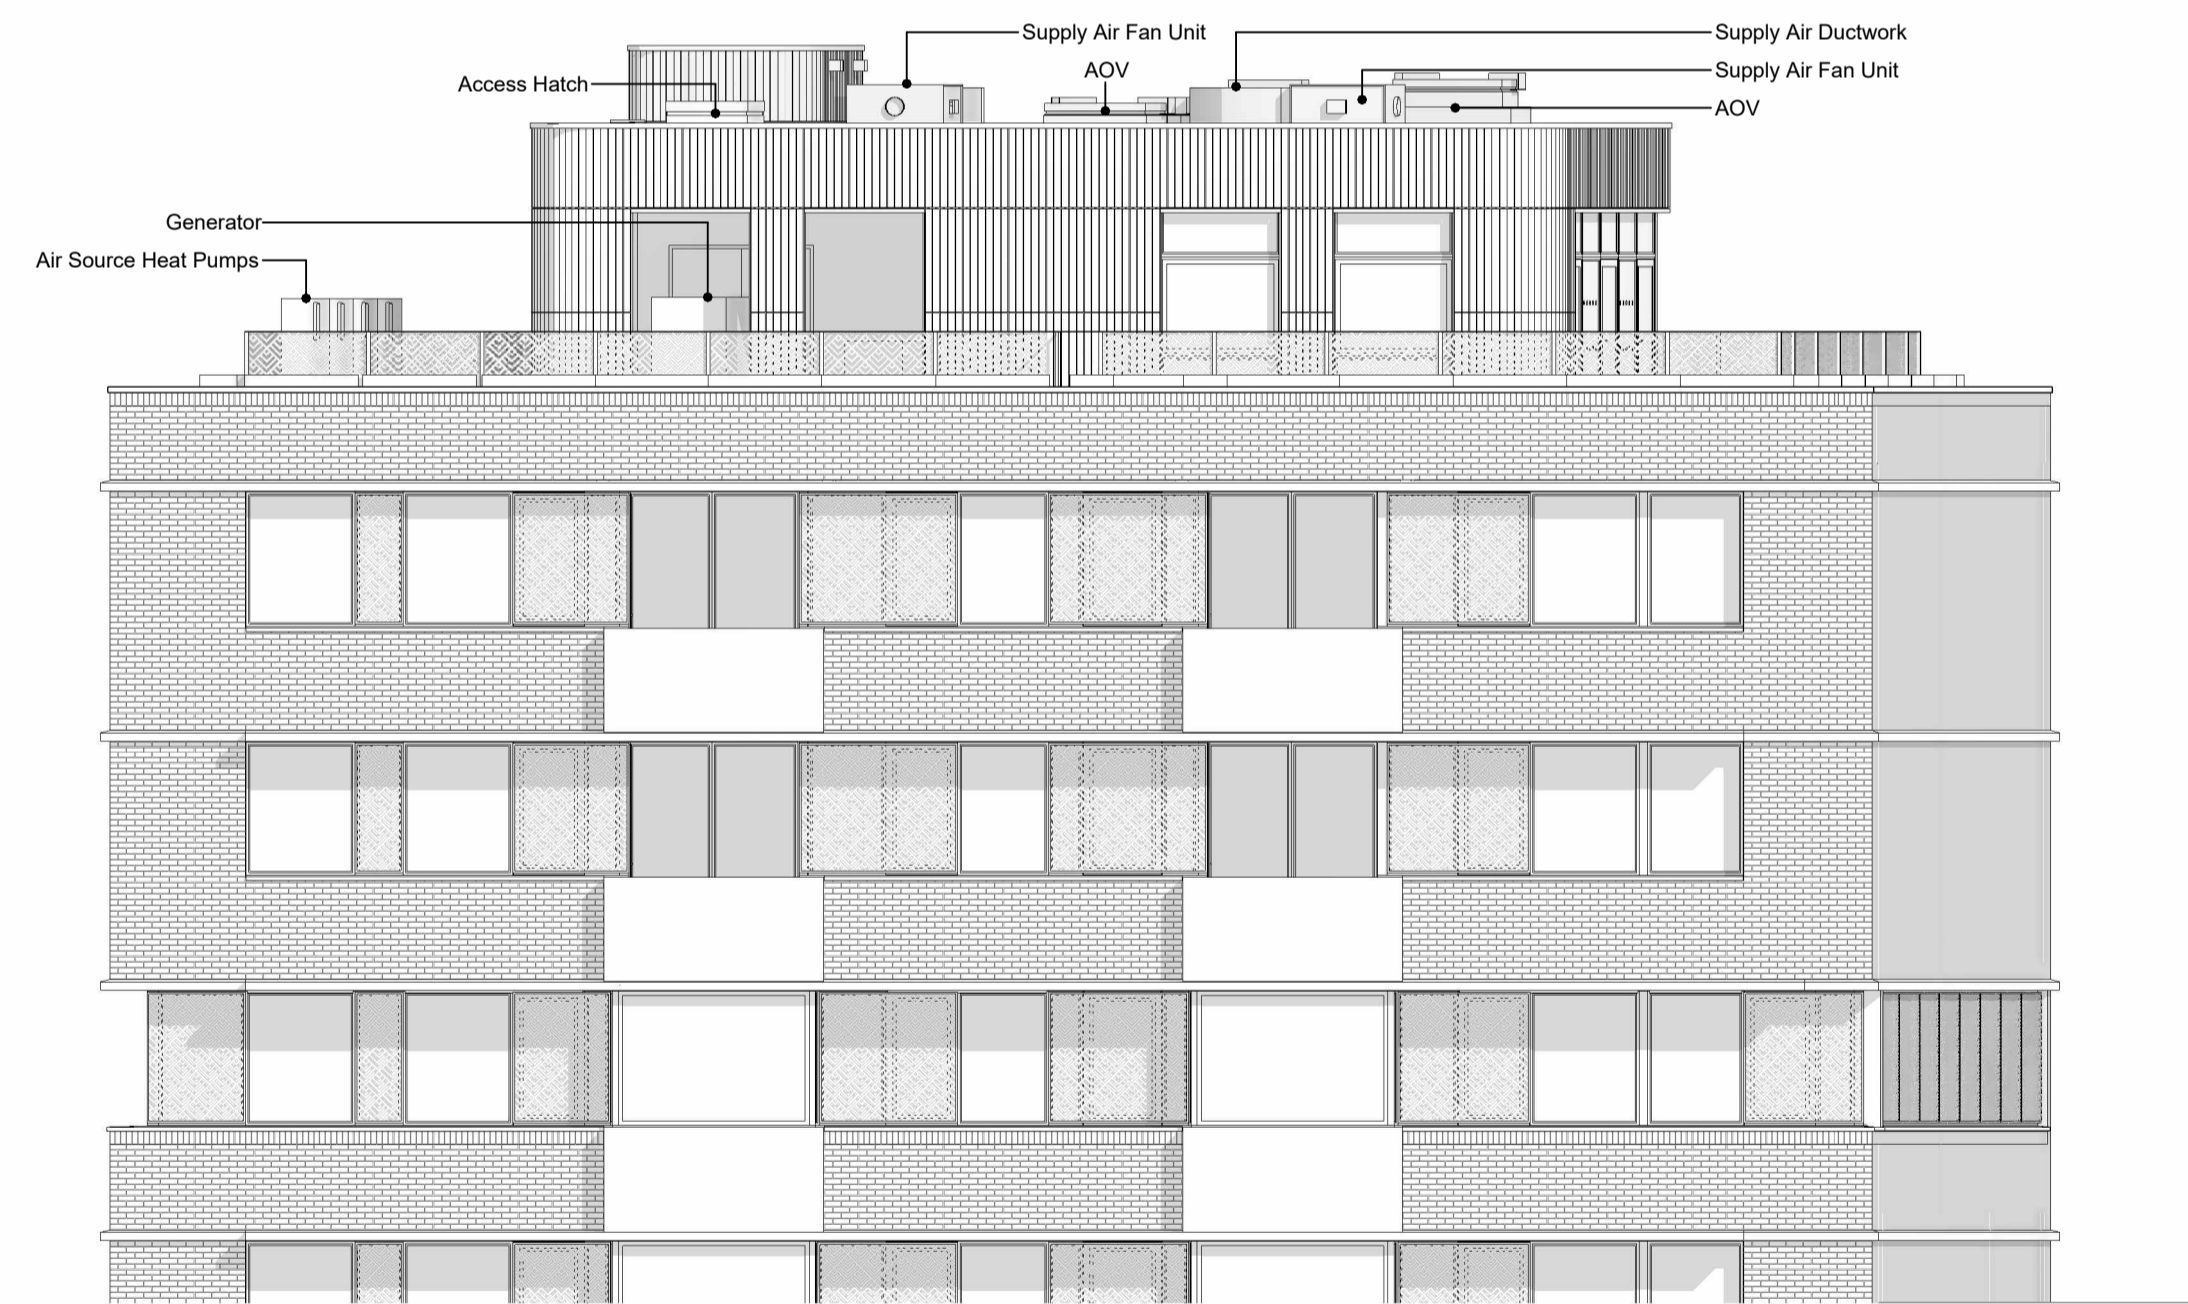 Supply Air Fan Unit
Supply Air Ductwork
AOV
Supply Air Fan Unit
Access Hatch
AOV
Generator
Air Source Heat Pumps